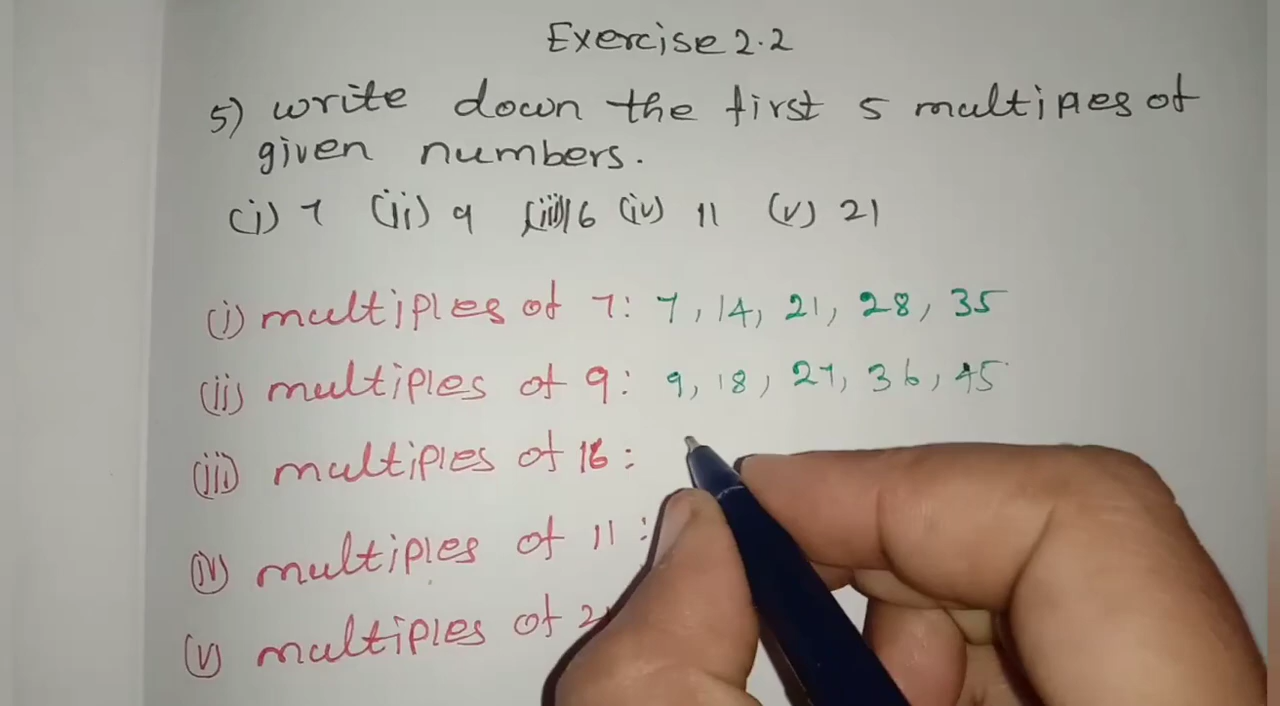 Exercise 2.2
5) write down the first 5 multiples of
given numbers.
(i) 7 (ii) 9 (iii) 16 (iv) 11 (v) 21
(i) multiples of 7: 7, 14, 21, 28, 35
(ii) multiples of 9: 9, 18, 27, 36, 45
(iii) multiples of 16:
(iv) multiples of 11:
(v) multiples of 2